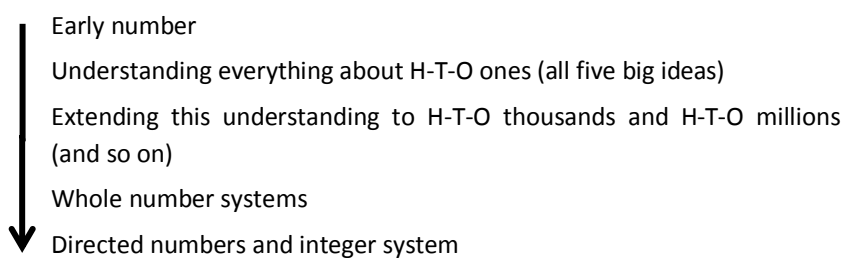 Early number
Understanding everything about H-T-O ones (all five big ideas)
Extending this understanding to H-T-O thousands and H-T-O millions
(and so on)
Whole number systems
Directed numbers and integer system